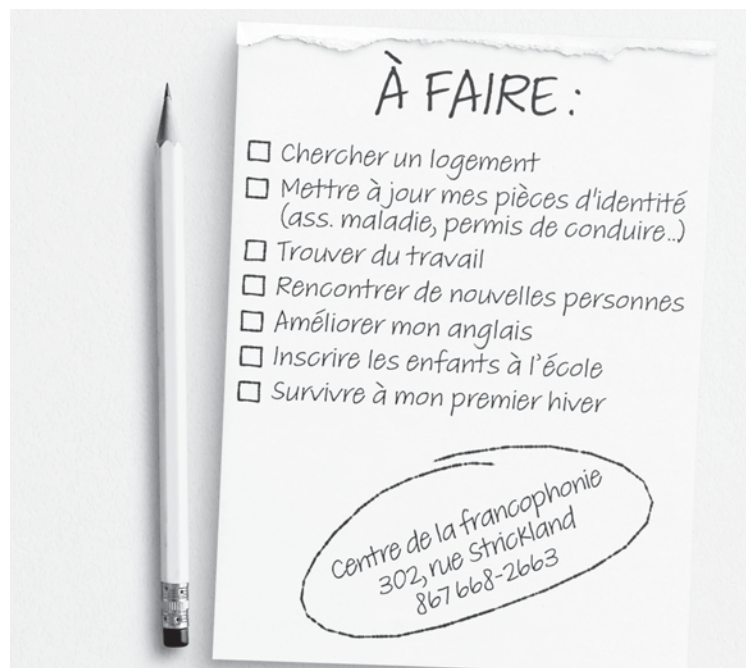 À FAIRE :
Chercher un logement
Mettre à jour mes pièces d'identité
(ass. maladie, permis de conduire...)
Trouver du travail
Rencontrer de nouvelles personnes
Améliorer mon anglais
Inscrire les enfants à l'école
Survivre à mon premier hiver
Centre de la francophonie
302, rue Strickland
867 668-2663